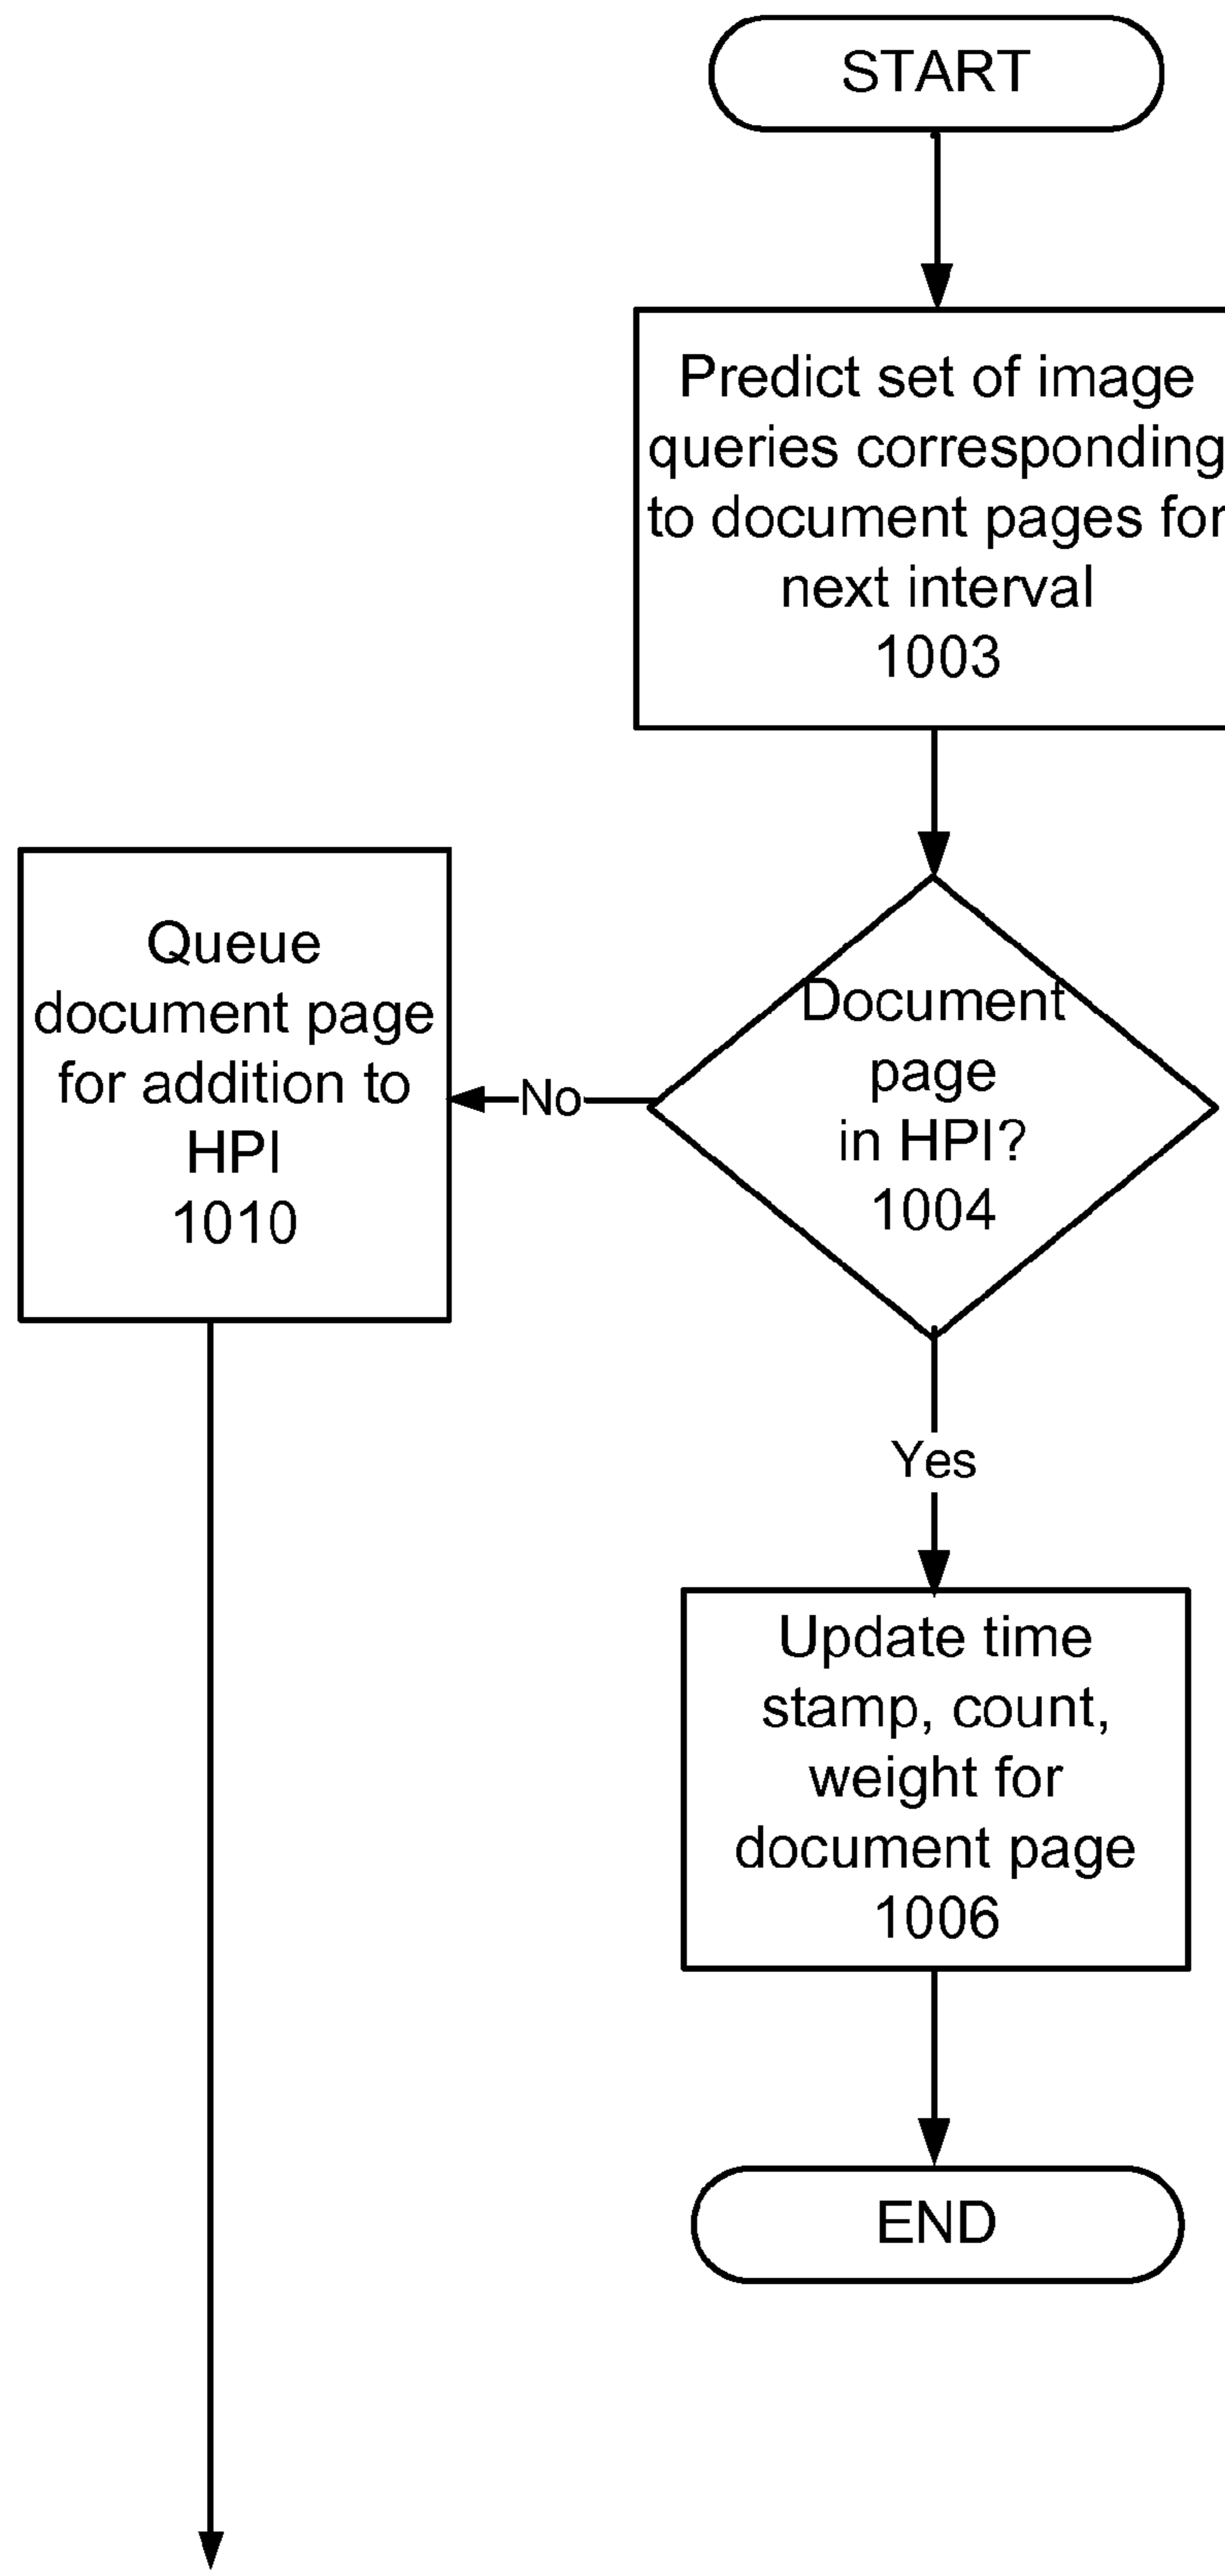 START
Predict set of image
queries corresponding
to document pages for
next interval
1003
Queue
document page
for addition to
HPI
1010
No
Document
page
in HPI?
1004
Yes
Update time
stamp, count,
weight for
document page
1006
END